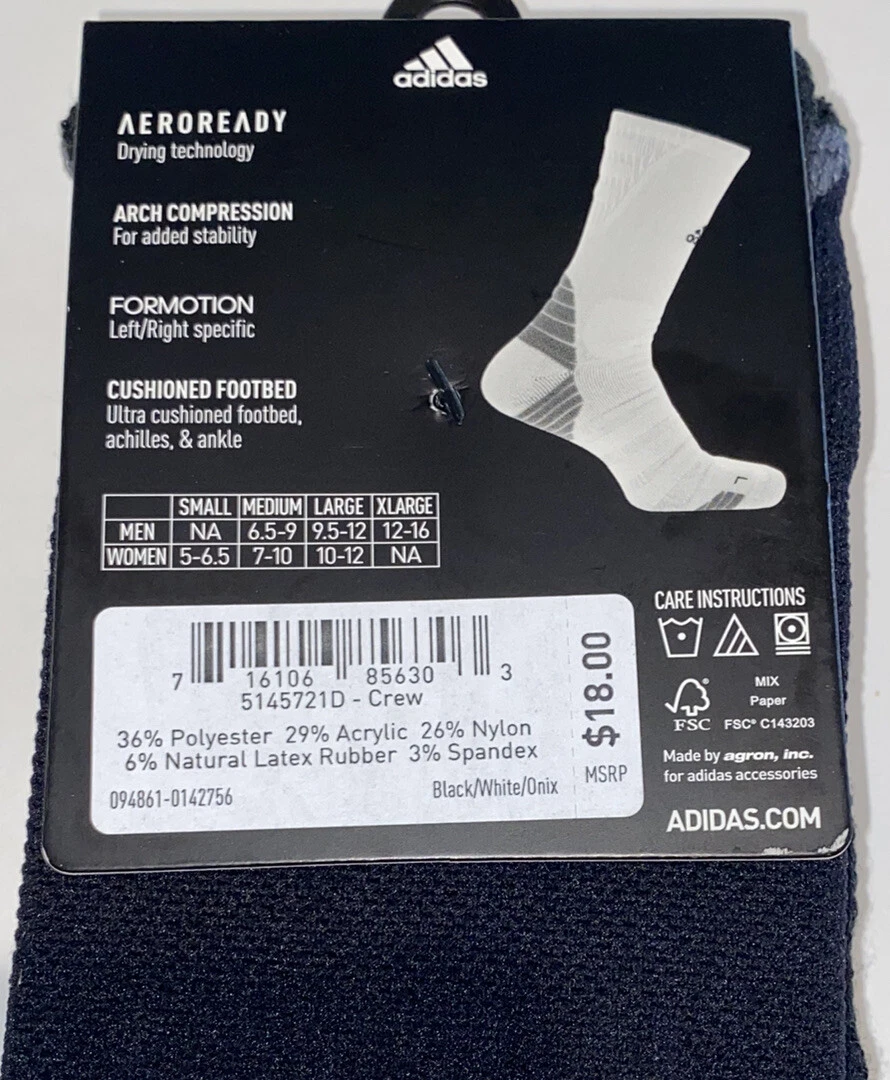 adidas
AEROREADY
Drying technology
ARCH COMPRESSION
For added stability
FORMOTION
Left/Right specific
CUSHIONED FOOTBED
Ultra cushioned footbed,
achilles, & ankle
SMALL MEDIUM LARGE XLARGE
MEN NA 6.5-9 9.5-12 12-16
WOMEN 5-6.5 7-10 10-12 NA
7 16106 85630 3
5145721D - Crew
36% Polyester 29% Acrylic 26% Nylon
6% Natural Latex Rubber 3% Spandex
094861-0142756 Black/White/Onix
$18.00
MSRP
CARE INSTRUCTIONS
FSC
MIX
Paper
FSC® C143203
Made by agron, inc.
for adidas accessories
ADIDAS.COM
L